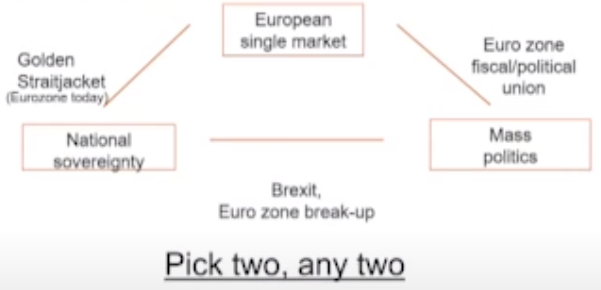 European
single market
Golden
Straitjacket
(Eurozone today)
Euro zone
fiscal/political
union
National
sovereignty
Mass
politics
Brexit,
Euro zone break-up
Pick two, any two